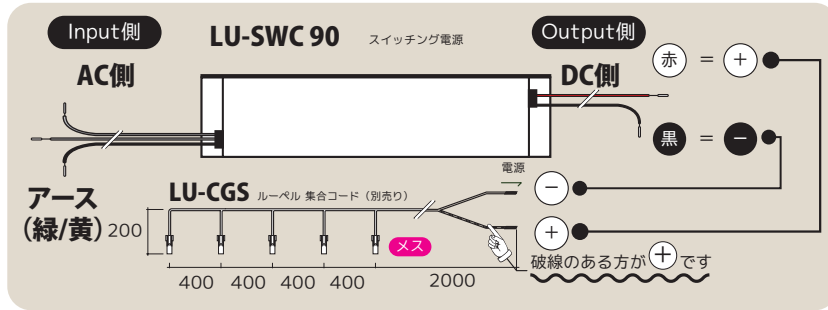 Input側
LU-SWC 90 スイッチング電源
Output側
AC側
DC側
赤 = +
黒 = −
アース
(緑/黄)
LU-CGS ルーペル 集合コード（別売り）
電源
−
+
200
メス
破線のある方が+です
400 400 400 400 2000